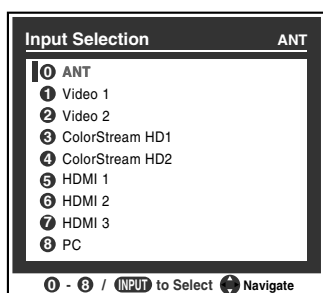 Input Selection ANT
0 ANT
1 Video 1
2 Video 2
3 ColorStream HD1
4 ColorStream HD2
5 HDMI 1
6 HDMI 2
7 HDMI 3
8 PC
0 - 8 / INPUT to Select Navigate